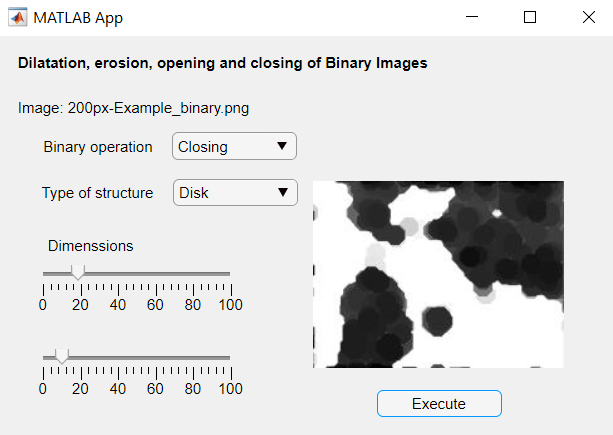 MATLAB App
Dilatation, erosion, opening and closing of Binary Images
Image: 200px-Example_binary.png
Binary operation Closing
Type of structure Disk
Dimenssions
0 20 40 60 80 100
0 20 40 60 80 100
Execute